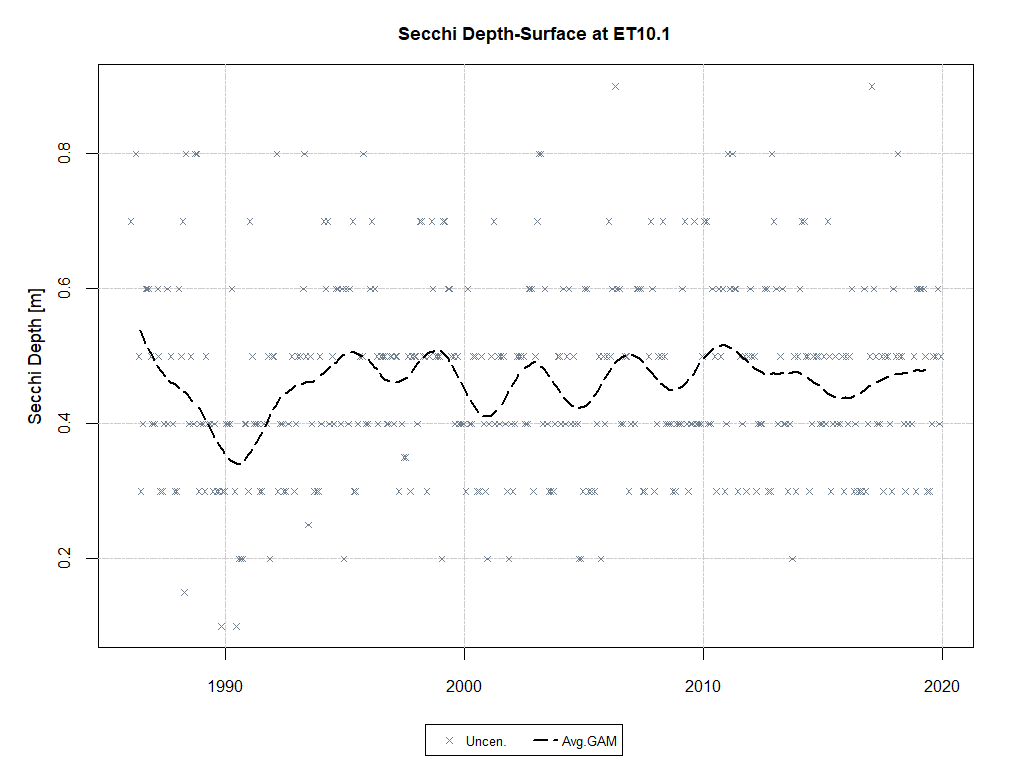 Secchi Depth-Surface at ET10.1
Secchi Depth [m]
0.8
0.6
0.4
0.2
1990 2000 2010 2020
Uncen. Avg.GAM